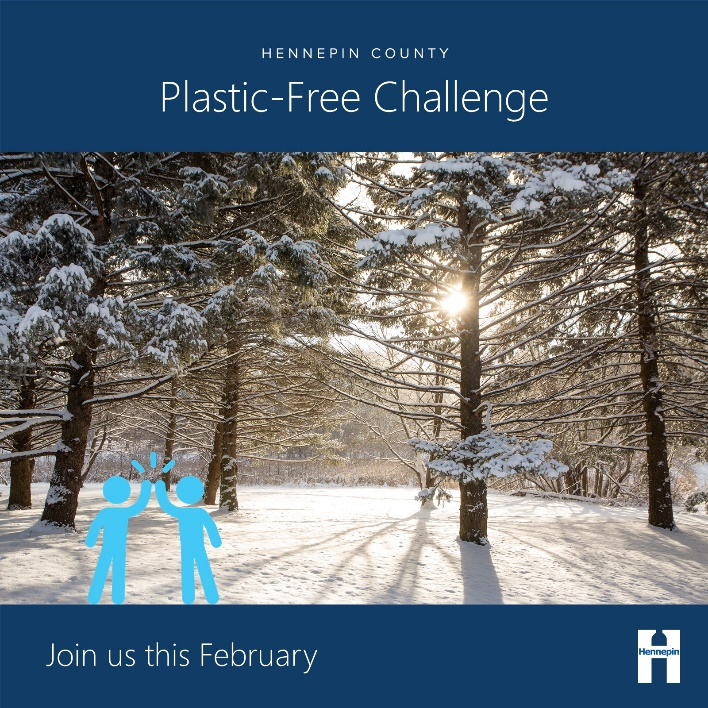 HENNEPIN COUNTY
Plastic-Free Challenge
Join us this February
Hennepin